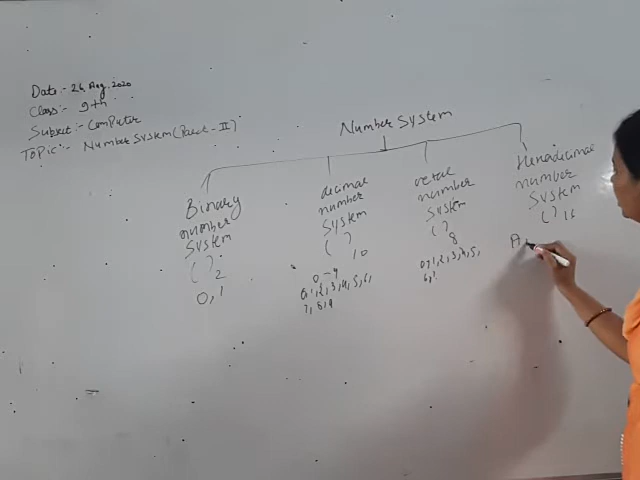 Date:- 26 Aug. 2020
Class:- 9th
Subject:- Computer
Topic:- Number System (Part-II)
Number System
Binary
number
System
( ) 2
0, 1
decimal
number
System
( ) 10
0-9
0, 1, 2, 3, 4, 5, 6,
7, 8, 9
octal
number
System
( ) 8
0, 1, 2, 3, 4, 5,
6,
Hexadecimal
number
System
( ) 16
A